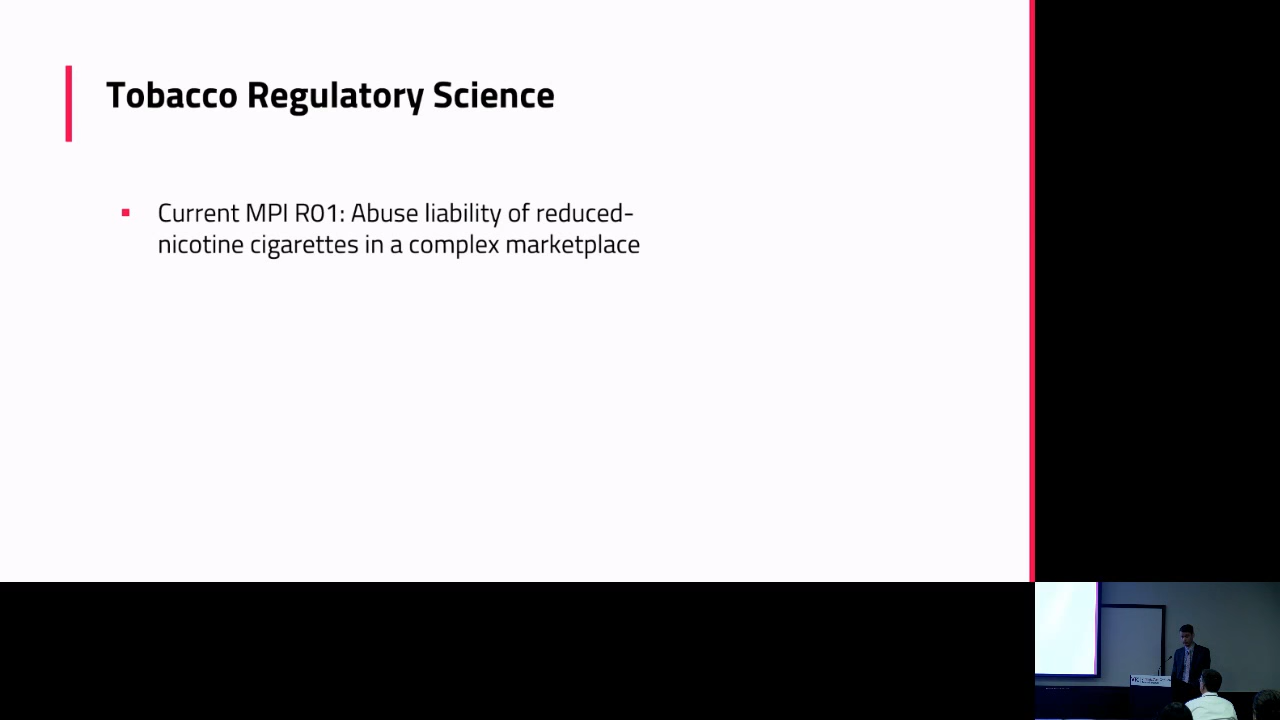 Tobacco Regulatory Science
Current MPI R01: Abuse liability of reduced-
nicotine cigarettes in a complex marketplace